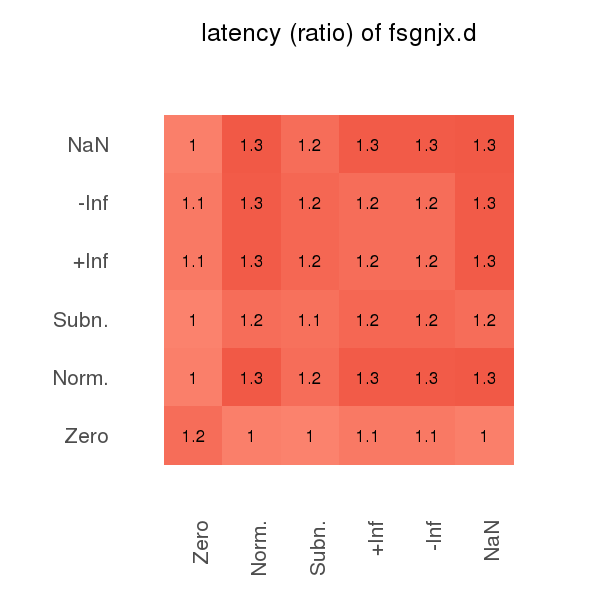 latency (ratio) of fsgnjx.d
NaN 1 1.3 1.2 1.3 1.3 1.3
-Inf 1.1 1.3 1.2 1.2 1.2 1.3
+Inf 1.1 1.3 1.2 1.2 1.2 1.3
Subn. 1 1.2 1.1 1.2 1.2 1.2
Norm. 1 1.3 1.2 1.3 1.3 1.3
Zero 1.2 1 1 1.1 1.1 1
Zero Norm. Subn. +Inf -Inf NaN